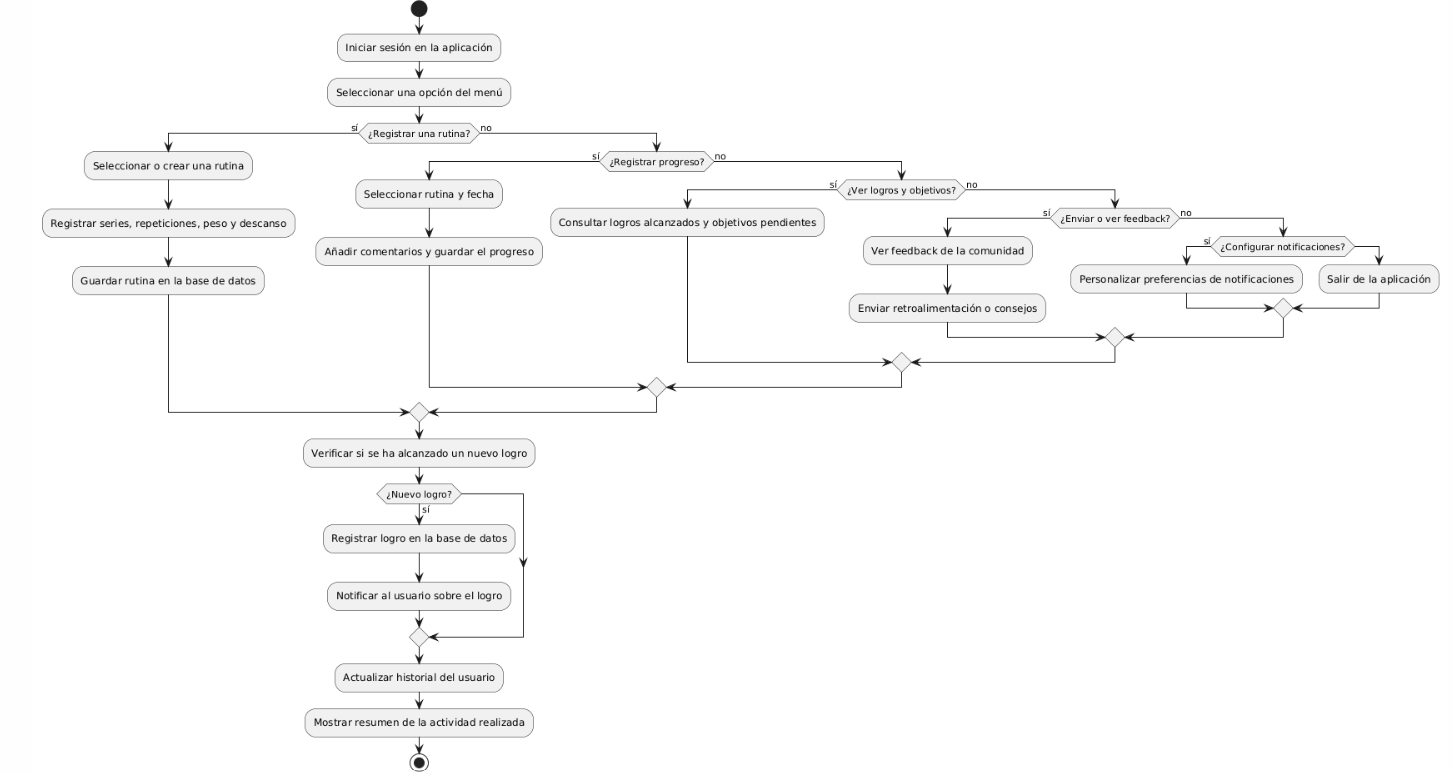 Iniciar sesión en la aplicación
Seleccionar una opción del menú
sí
¿Registrar una rutina?
no
Seleccionar o crear una rutina
Registrar series, repeticiones, peso y descanso
Guardar rutina en la base de datos
sí
¿Registrar progreso?
no
Seleccionar rutina y fecha
Añadir comentarios y guardar el progreso
sí
¿Ver logros y objetivos?
no
Consultar logros alcanzados y objetivos pendientes
sí
¿Enviar o ver feedback?
no
Ver feedback de la comunidad
Enviar retroalimentación o consejos
sí
¿Configurar notificaciones?
Personalizar preferencias de notificaciones
Salir de la aplicación
Verificar si se ha alcanzado un nuevo logro
¿Nuevo logro?
sí
Registrar logro en la base de datos
Notificar al usuario sobre el logro
Actualizar historial del usuario
Mostrar resumen de la actividad realizada